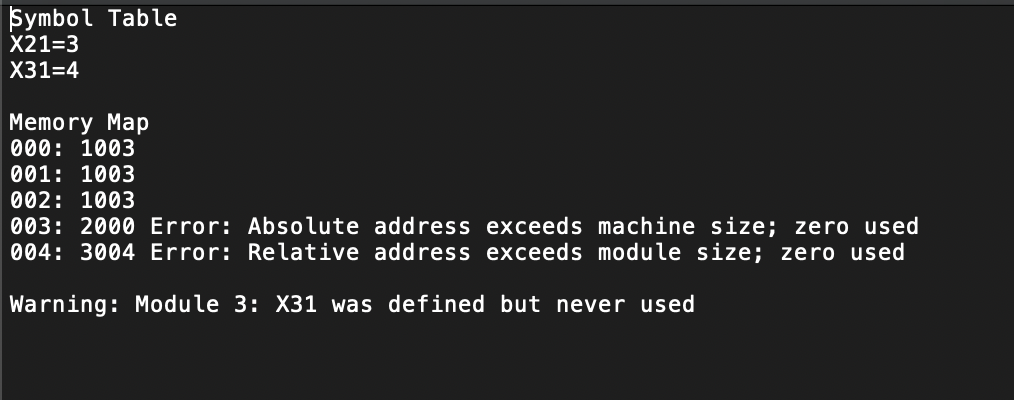 Symbol Table
X21=3
X31=4
Memory Map
000: 1003
001: 1003
002: 1003
003: 2000 Error: Absolute address exceeds machine size; zero used
004: 3004 Error: Relative address exceeds module size; zero used
Warning: Module 3: X31 was defined but never used